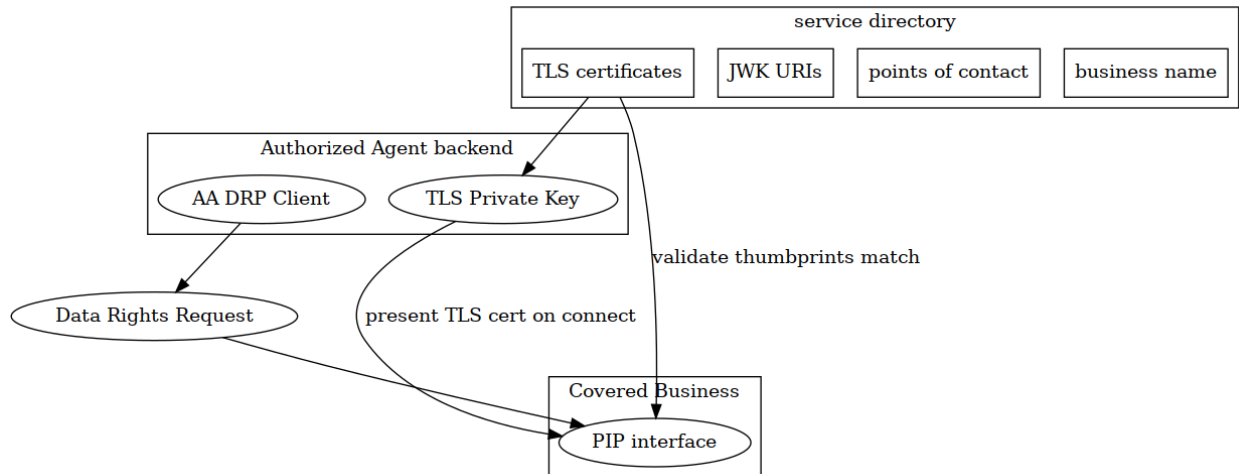 service directory
TLS certificates
JWK URIs
points of contact
business name
Authorized Agent backend
AA DRP Client
TLS Private Key
validate thumbprints match
Data Rights Request
present TLS cert on connect
Covered Business
PIP interface